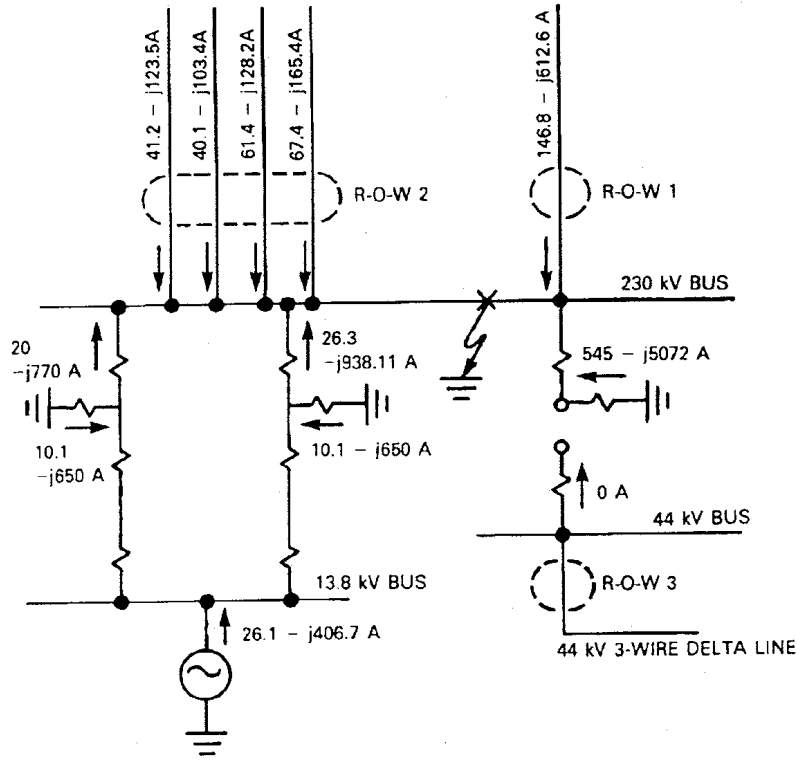 41.2 – j123.5A
40.1 – j103.4A
61.4 – j128.2A
67.4 – j165.4A
146.8 – j612.6 A
R-O-W 2
R-O-W 1
230 kV BUS
20
-j770 A
26.3
-j938.11 A
545 – j5072 A
10.1
-j650 A
10.1 – j650 A
0 A
44 kV BUS
13.8 kV BUS
R-O-W 3
26.1 – j406.7 A
44 kV 3-WIRE DELTA LINE